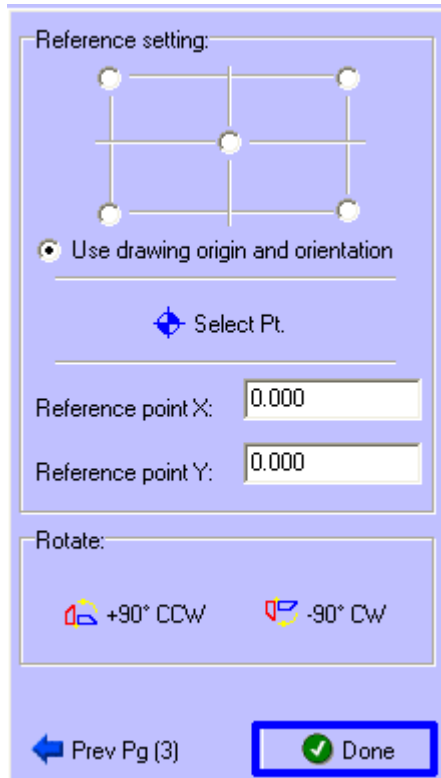 Reference setting:
Use drawing origin and orientation
Select Pt.
Reference point X: 0.000
Reference point Y: 0.000
Rotate:
+90° CCW -90° CW
Prev Pg (3) Done